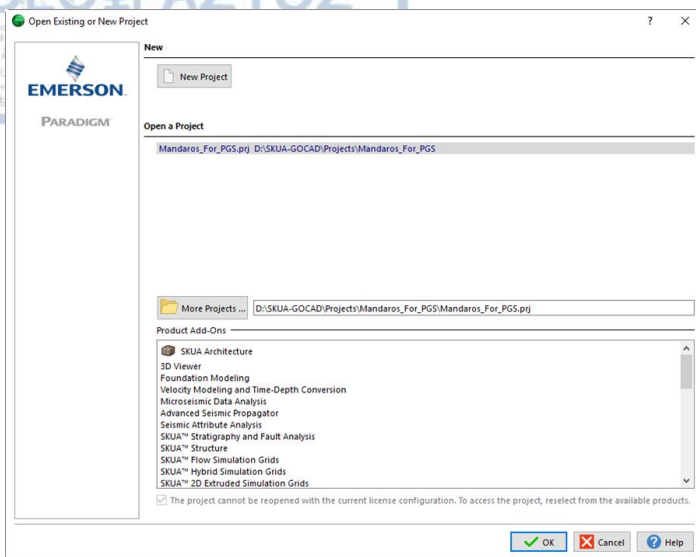 Open Existing or New Project
?
New
New Project
EMERSON
PARADIGM
Open a Project
Mandaros_For_PGS.prj D:\SKUA-GOCAD\Projects\Mandaros_For_PGS
More Projects ...
D:\SKUA-GOCAD\Projects\Mandaros_For_PGS\Mandaros_For_PGS.prj
Product Add-Ons
SKUA Architecture
3D Viewer
Foundation Modeling
Velocity Modeling and Time-Depth Conversion
Microseismic Data Analysis
Advanced Seismic Propagator
Seismic Attribute Analysis
SKUA™ Stratigraphy and Fault Analysis
SKUA™ Structure
SKUA™ Flow Simulation Grids
SKUA™ Hybrid Simulation Grids
SKUA™ 2D Extruded Simulation Grids
The project cannot be reopened with the current license configuration. To access the project, reselect from the available products.
OK
Cancel
Help